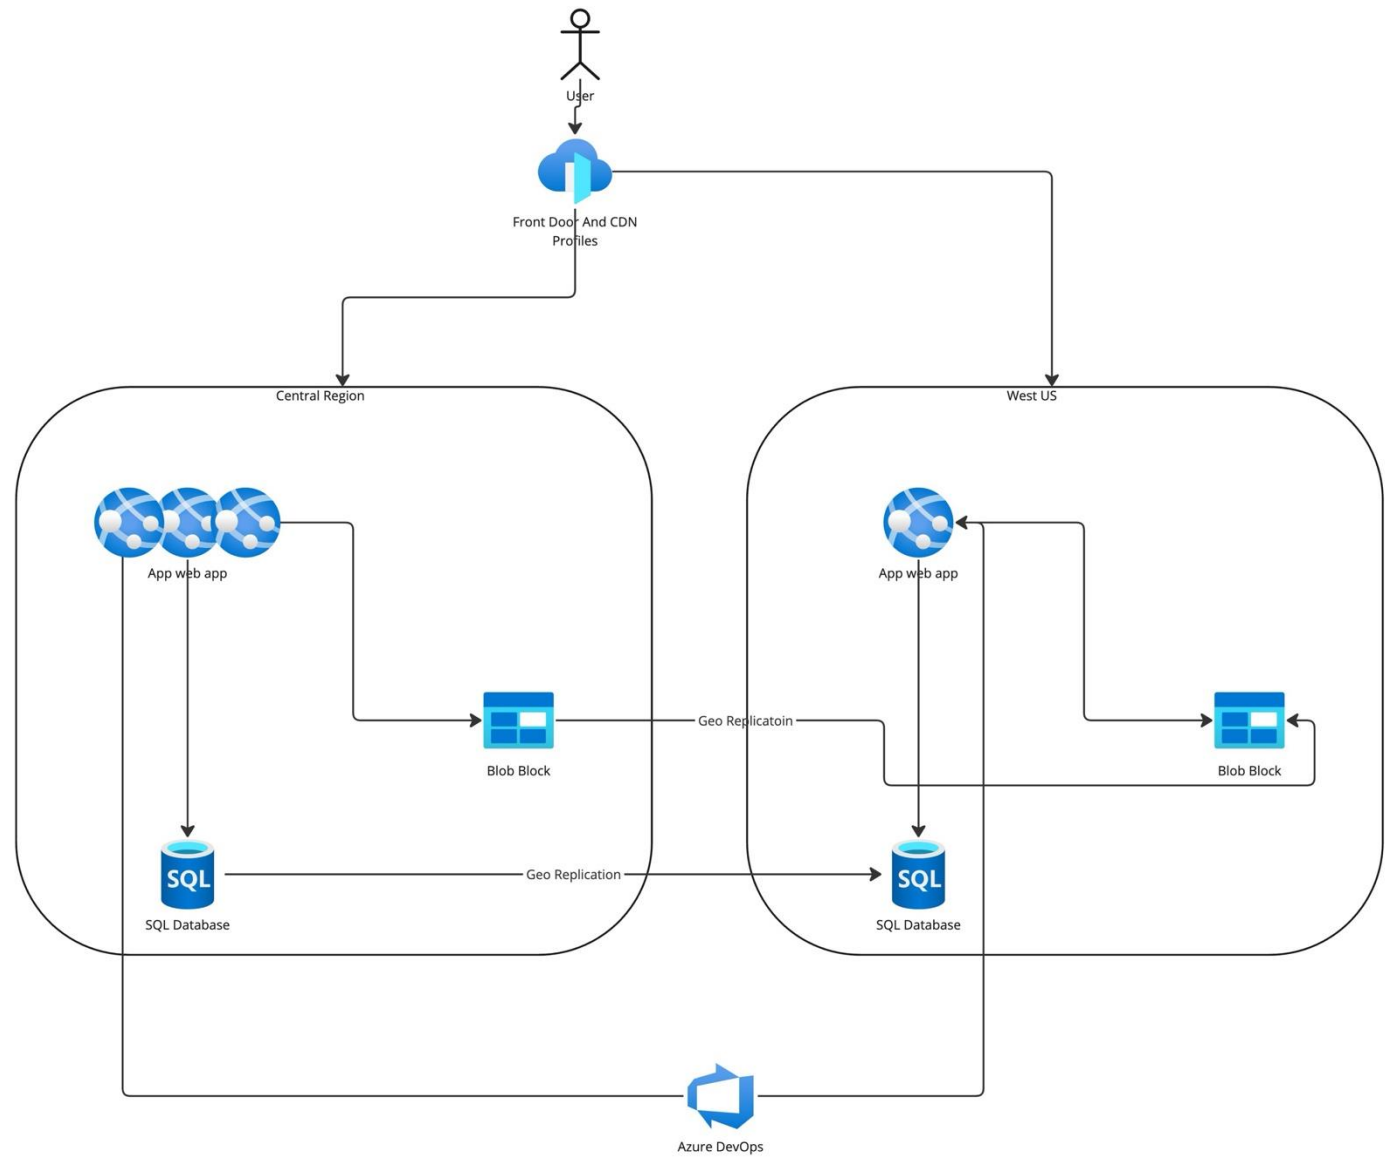 User
Front Door And CDN
Profiles
Central Region
West US
App web app
App web app
Geo Replicatoin
Blob Block
Blob Block
SQL
Geo Replication
SQL
SQL Database
SQL Database
Azure DevOps